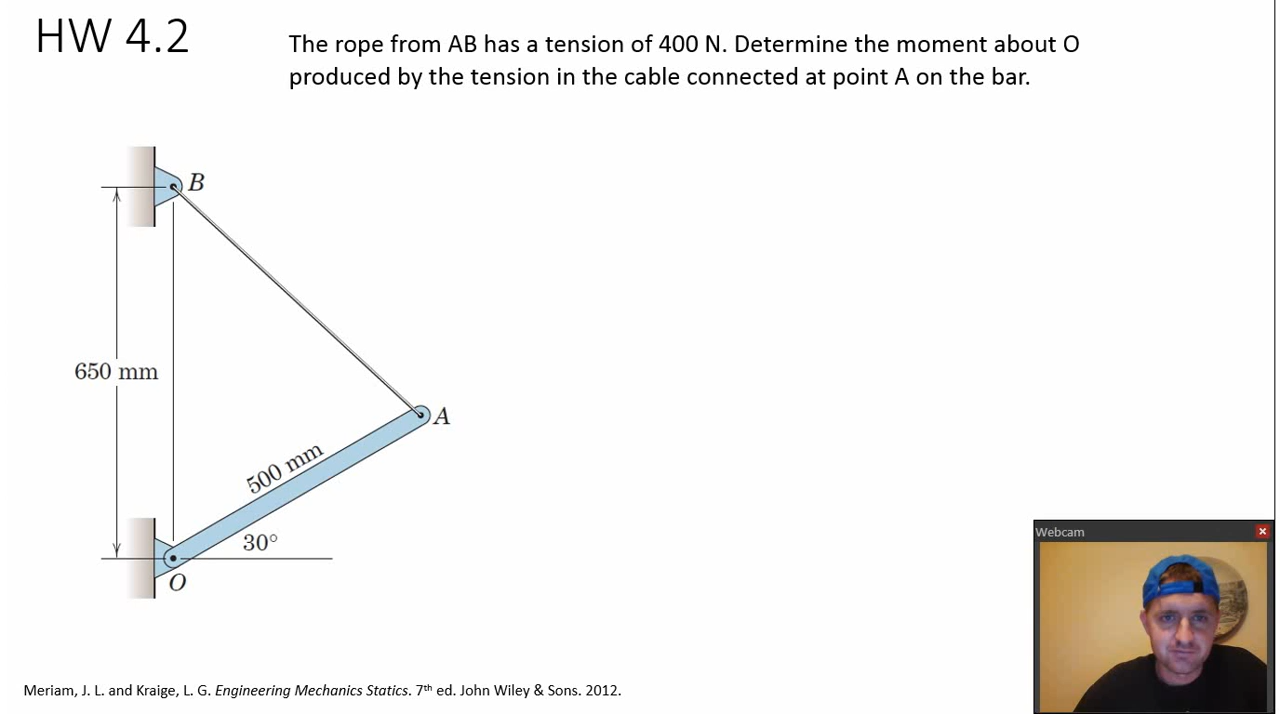 HW 4.2
The rope from AB has a tension of 400 N. Determine the moment about O
produced by the tension in the cable connected at point A on the bar.
B
650 mm
A
500 mm
30°
O
Webcam
Meriam, J. L. and Kraige, L. G. Engineering Mechanics Statics. 7th ed. John Wiley & Sons. 2012.